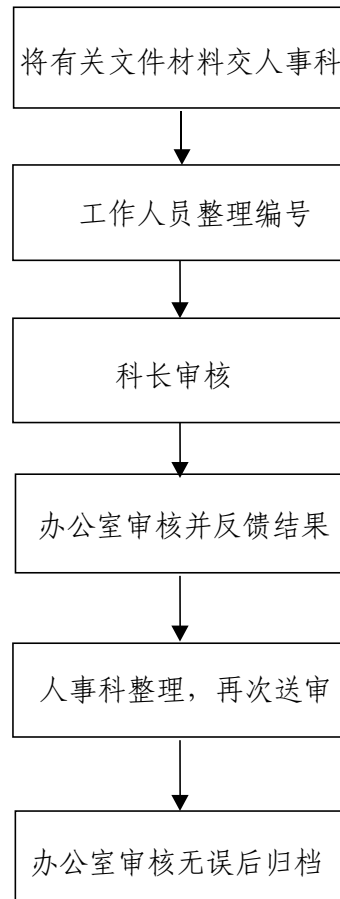 将有关文件材料交人事科
工作人员整理编号
科长审核
办公室审核并反馈结果
人事科整理，再次送审
办公室审核无误后归档